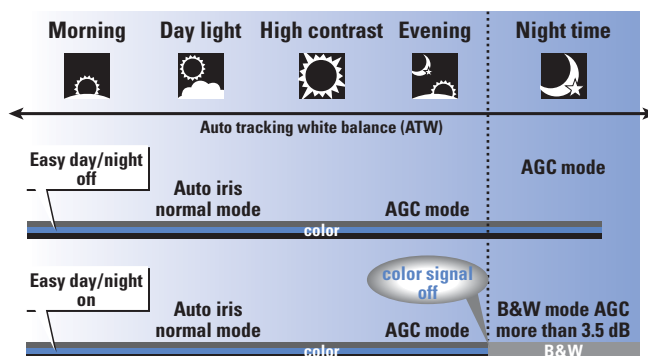 Morning Day light High contrast Evening Night time
Auto tracking white balance (ATW)
Easy day/night
off
AGC mode
Auto iris
normal mode AGC mode
color
Easy day/night
on
color signal
off
Auto iris
normal mode AGC mode
B&W mode AGC
more than 3.5 dB
color B&W